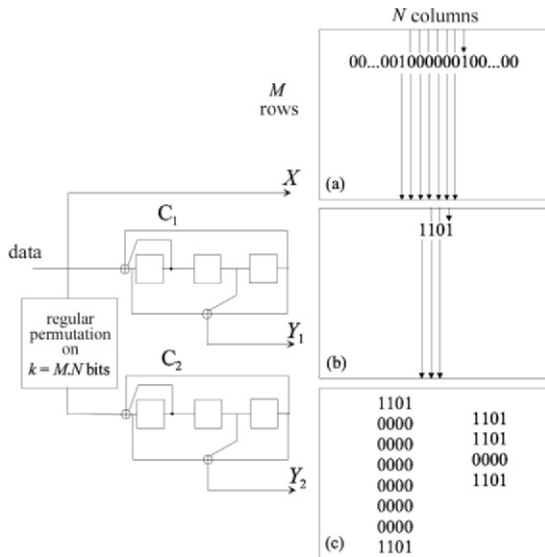 N columns
00...001000000100...00
M
rows
(a)
X
C1
data
Y1
regular
permutation
on
k = M.N bits
C2
Y2
1101
(b)
1101
0000
0000
0000
0000
0000
0000
1101
1101
1101
0000
1101
(c)